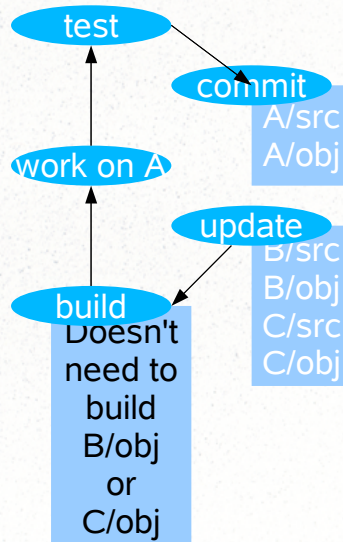 test
commit
A/src
A/obj
work on A
update
B/src
B/obj
C/src
C/obj
build
Doesn't
need to
build
B/obj
or
C/obj